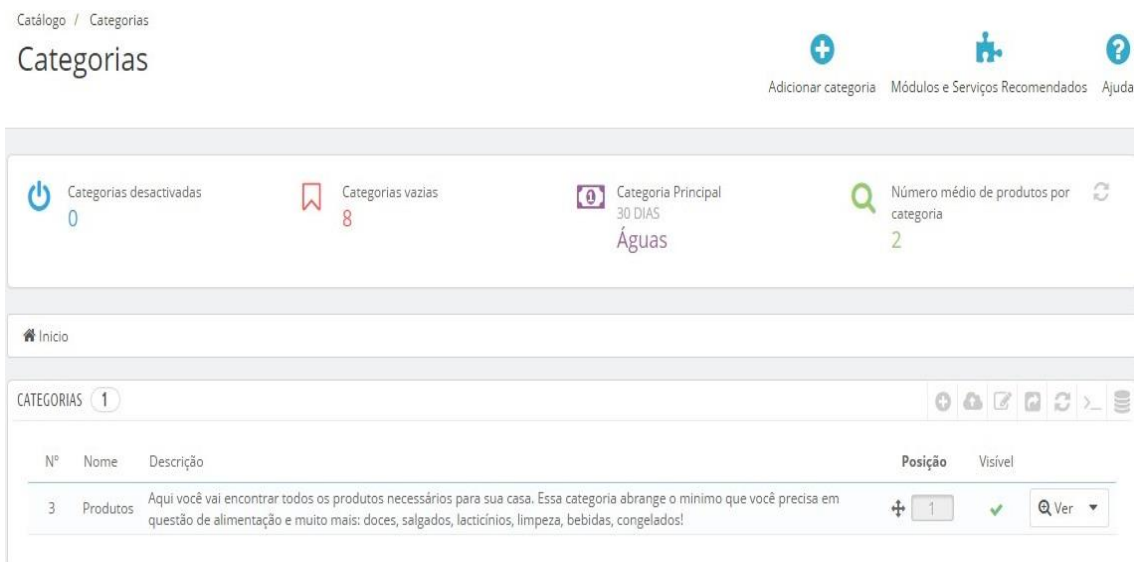 Catálogo / Categorias
Categorias
Adicionar categoria
Módulos e Serviços Recomendados
Ajuda
Categorias desactivadas
0
Categorias vazias
8
Categoria Principal
30 DIAS
Águas
Número médio de produtos por
categoria
2
Inicio
CATEGORIAS 1
Nº Nome Descrição Posição Visível
3 Produtos Aqui você vai encontrar todos os produtos necessários para sua casa. Essa categoria abrange o minimo que você precisa em
questão de alimentação e muito mais: doces, salgados, lacticínios, limpeza, bebidas, congelados!
1 Ver